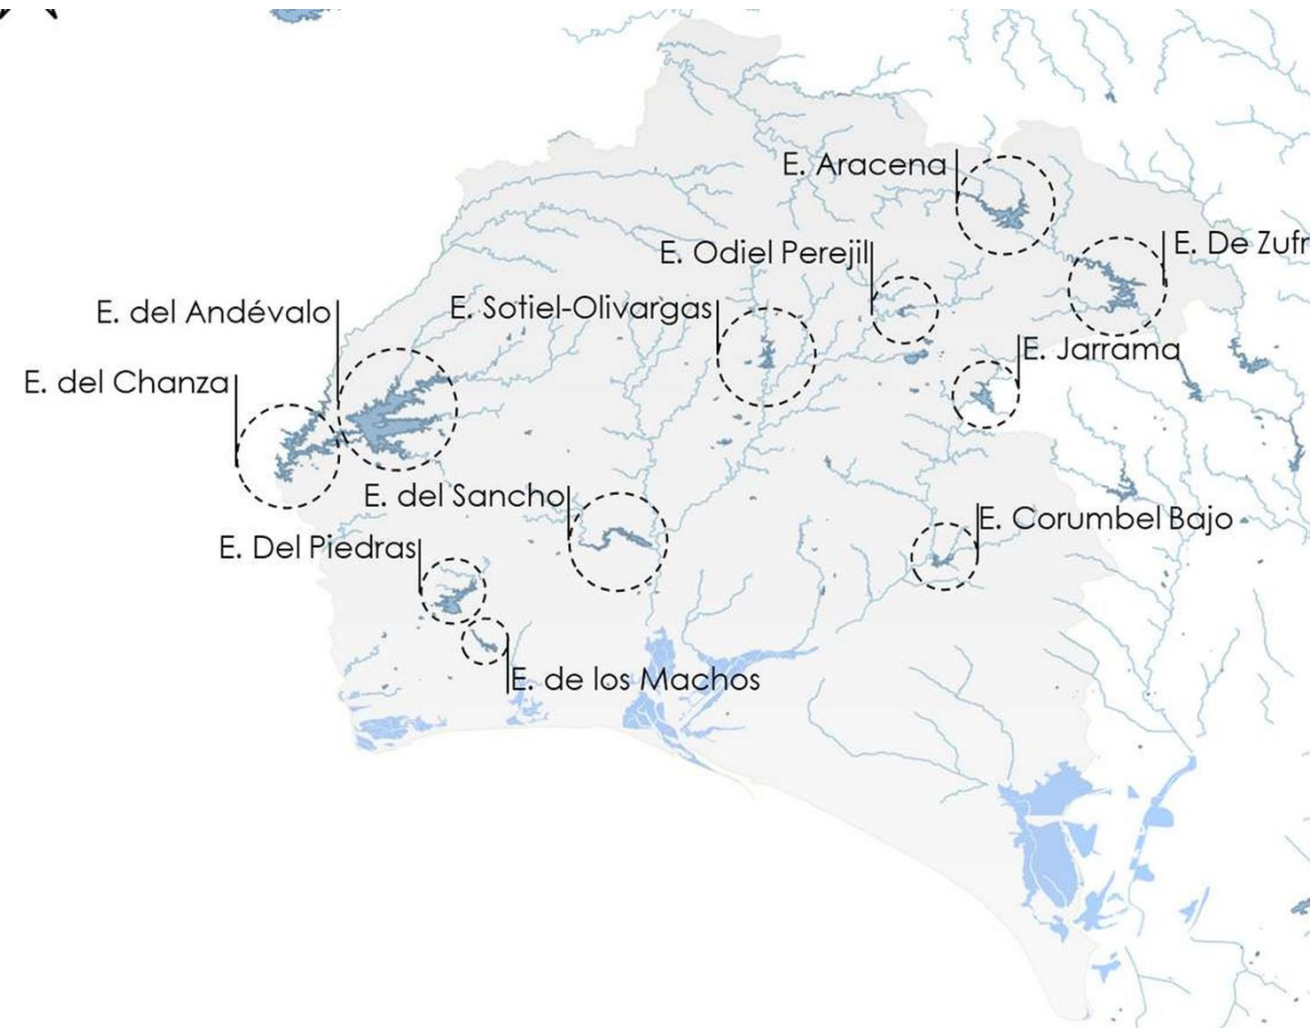 E. Aracena
E. De Zufr
E. Odiel Perejil
E. del Andévalo
E. Sotiel-Olivargas
E. Jarrama
E. del Chanza
E. del Sancho
E. Corumbel Bajo
E. Del Piedras
E. de los Machos